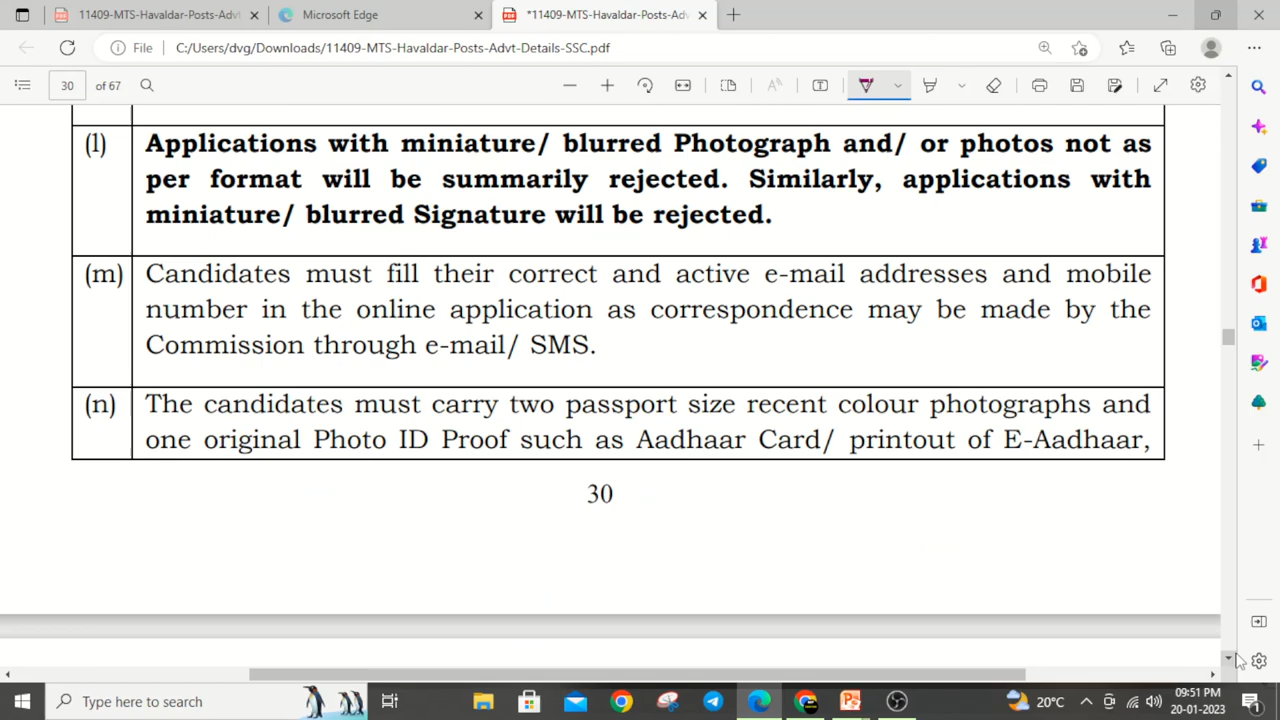 11409-MTS-Havaldar-Posts-Advt
Microsoft Edge
*11409-MTS-Havaldar-Posts-Adv
File
C:/Users/dvg/Downloads/11409-MTS-Havaldar-Posts-Advt-Details-SSC.pdf
30 of 67
(l) Applications with miniature/ blurred Photograph and/ or photos not as
per format will be summarily rejected. Similarly, applications with
miniature/ blurred Signature will be rejected.
(m) Candidates must fill their correct and active e-mail addresses and mobile
number in the online application as correspondence may be made by the
Commission through e-mail/ SMS.
(n) The candidates must carry two passport size recent colour photographs and
one original Photo ID Proof such as Aadhaar Card/ printout of E-Aadhaar,
30
Type here to search
20°C
09:51 PM
20-01-2023
1